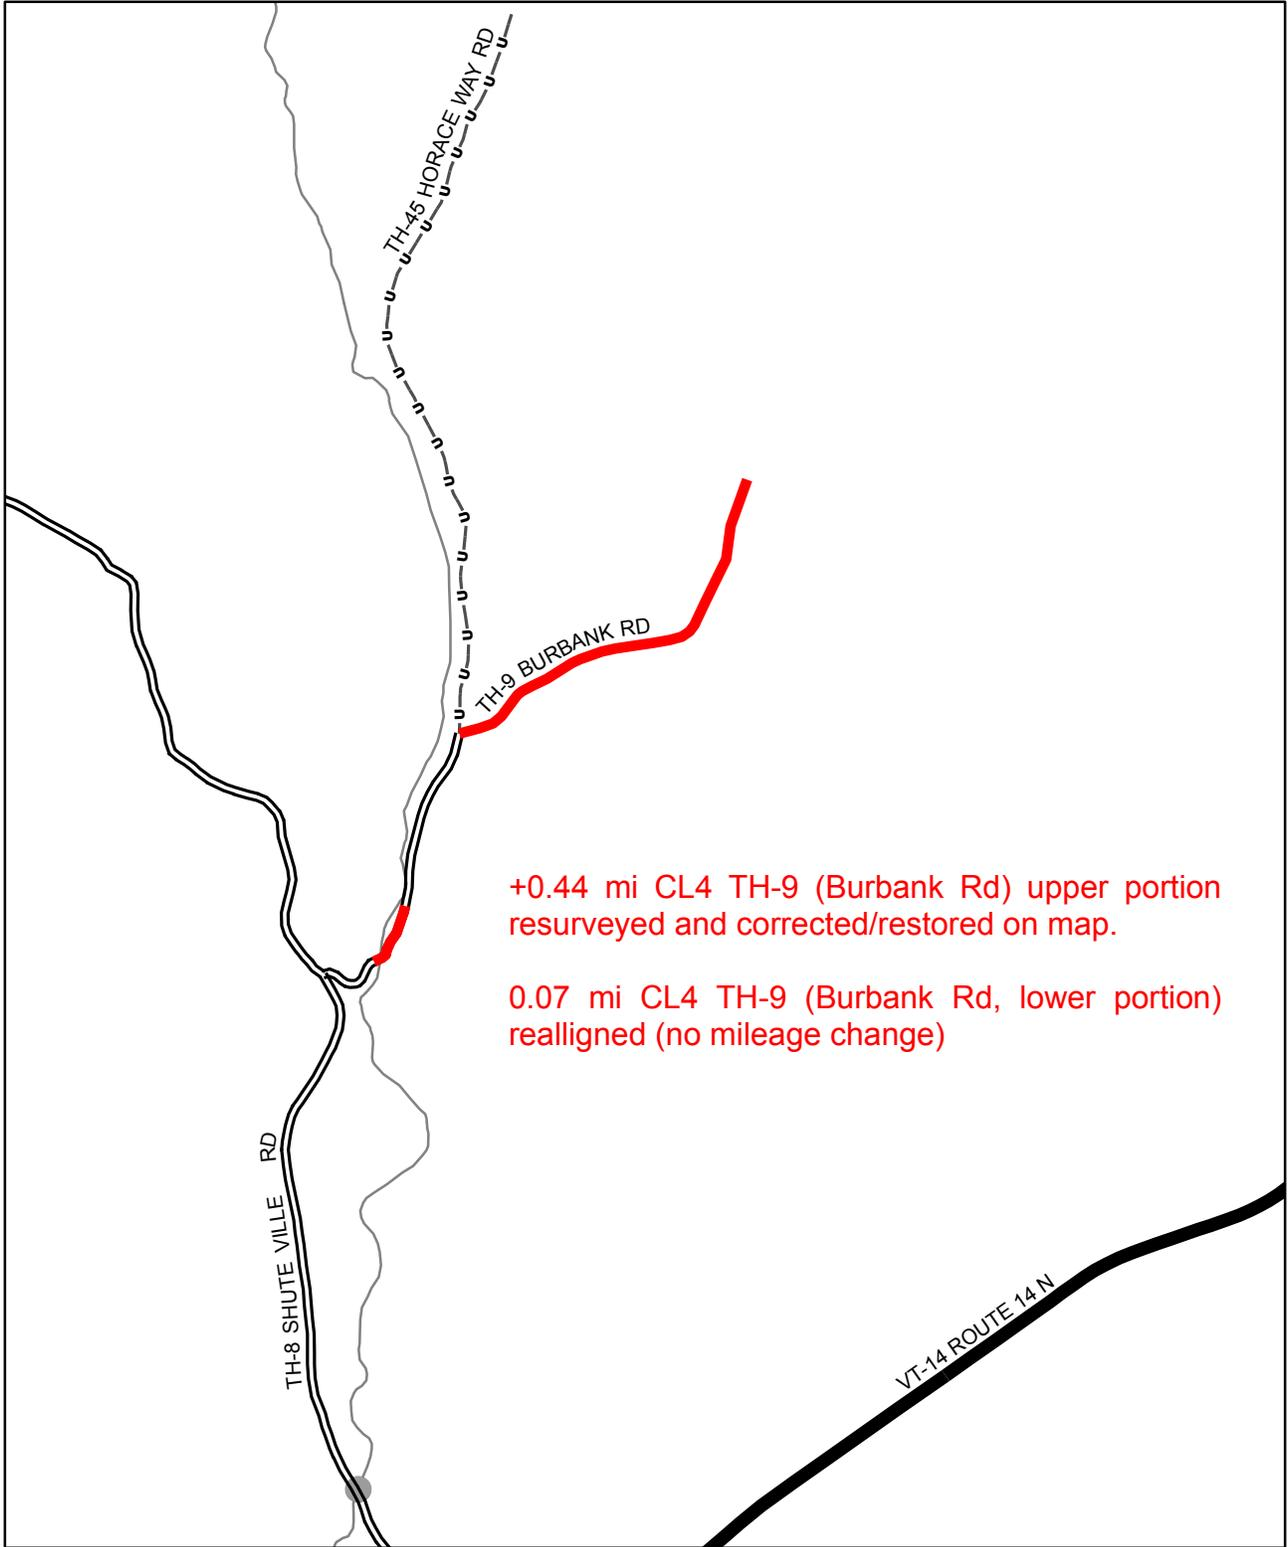 TH-45 HORACE WAY RD
TH-9 BURBANK RD
+0.44 mi CL4 TH-9 (Burbank Rd) upper portion
resurveyed and corrected/restored on map.
0.07 mi CL4 TH-9 (Burbank Rd, lower portion)
reallligned (no mileage change)
TH-8 SHUTE VILLE RD
VT-14 ROUTE 14 N